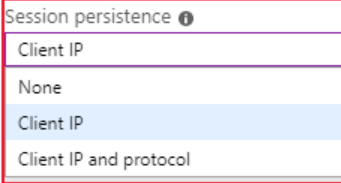 Session persistence
Client IP
None
Client IP
Client IP and protocol